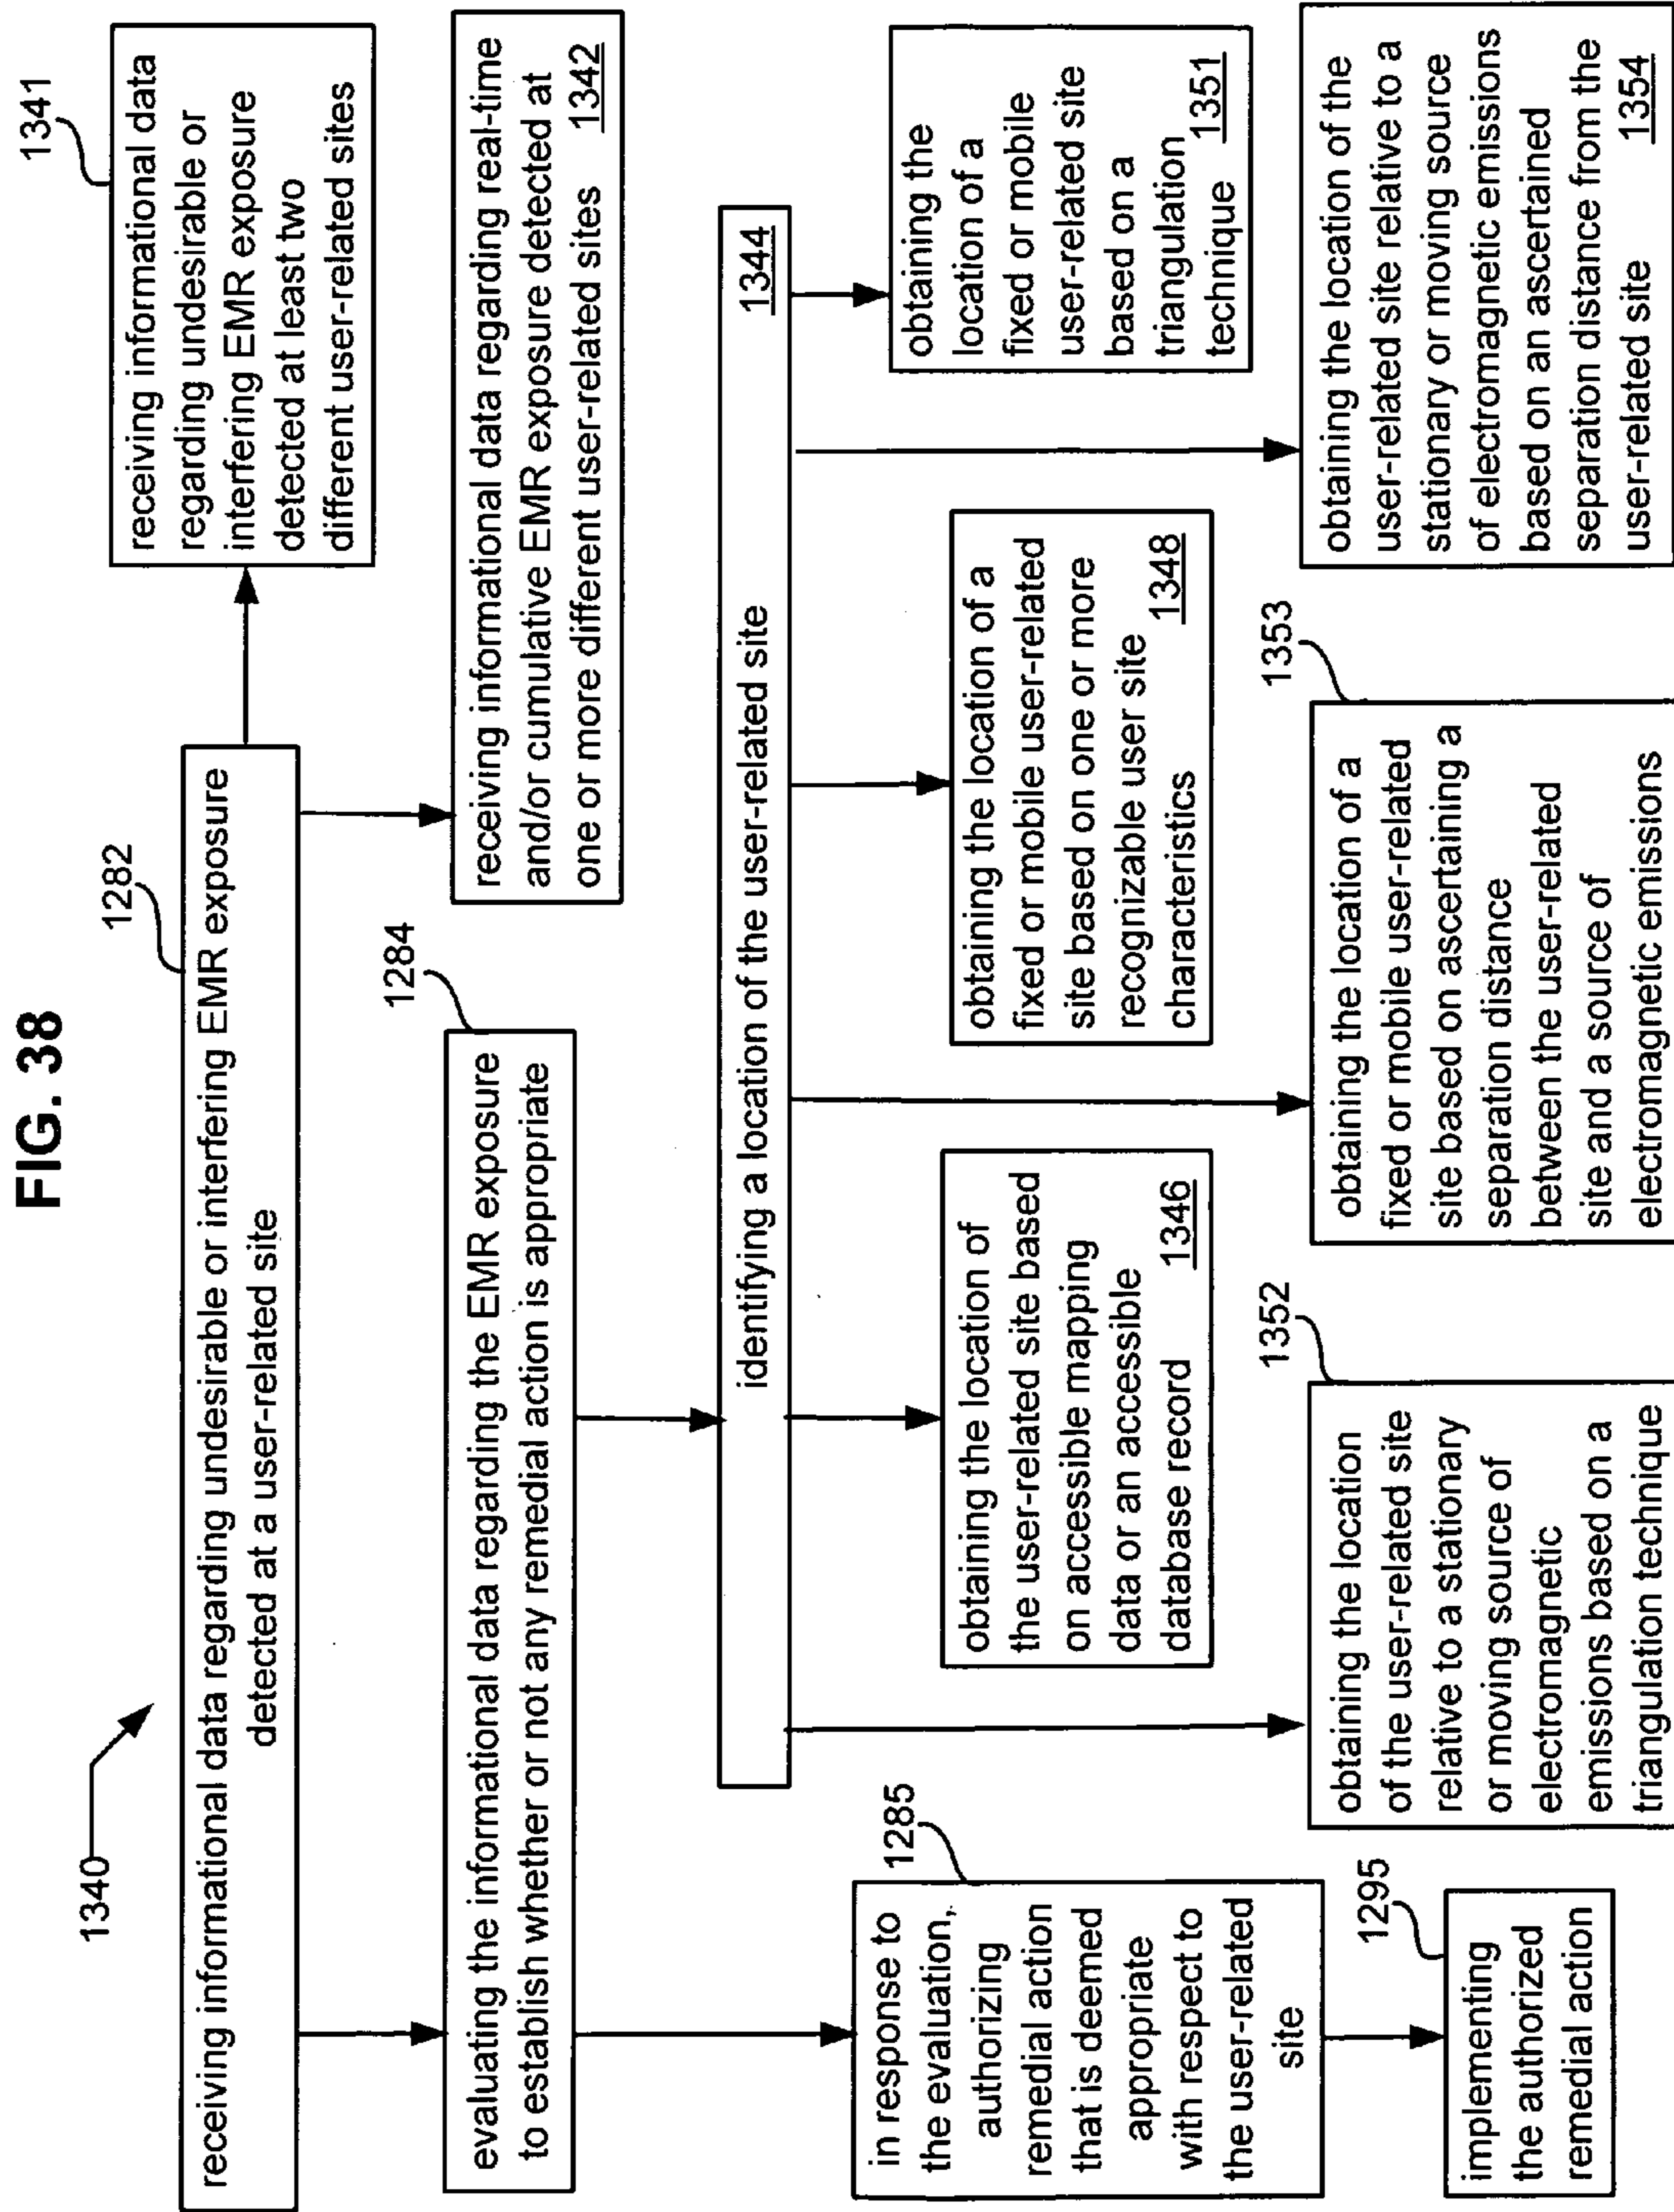 FIG. 38
1340
1282
receiving informational data regarding undesirable or interfering EMR exposure
detected at a user-related site
1341
receiving informational data
regarding undesirable or
interfering EMR exposure
detected at least two
different user-related sites
1284
evaluating the informational data regarding the EMR exposure
to establish whether or not any remedial action is appropriate
receiving informational data regarding real-time
and/or cumulative EMR exposure detected at
one or more different user-related sites 1342
identifying a location of the user-related site 1344
1285
in response to
the evaluation,
authorizing
remedial action
that is deemed
appropriate
with respect to
the user-related
site
obtaining the location of
the user-related site based
on accessible mapping
data or an accessible
database record 1346
obtaining the location of a
fixed or mobile user-related
site based on one or more
recognizable user site
characteristics 1348
obtaining the
location of a
fixed or mobile
user-related site
based on a
triangulation
technique 1351
1295
implementing
the authorized
remedial action
1352
obtaining the location
of the user-related site
relative to a stationary
or moving source of
electromagnetic
emissions based on a
triangulation technique
1353
obtaining the location of a
fixed or mobile user-related
site based on ascertaining a
separation distance
between the user-related
site and a source of
electromagnetic emissions
obtaining the location of the
user-related site relative to a
stationary or moving source
of electromagnetic emissions
based on an ascertained
separation distance from the
user-related site 1354